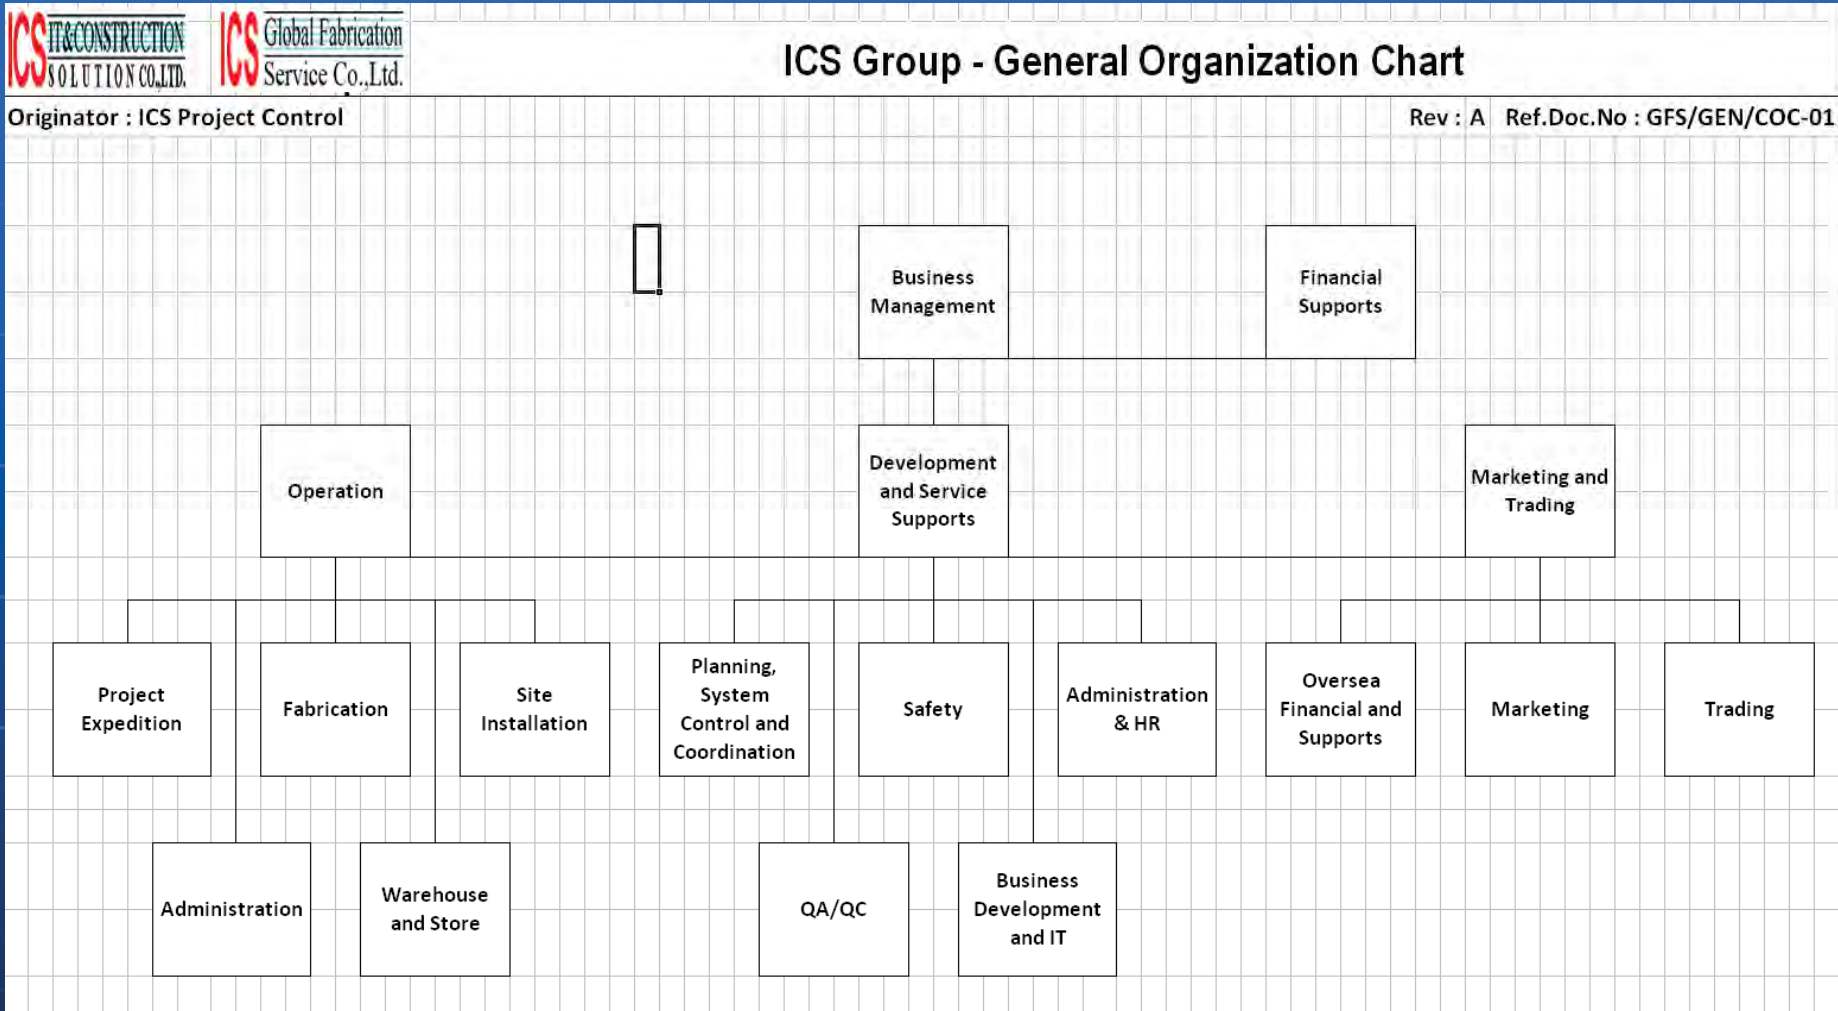 ICS IT&CONSTRUCTION
SOLUTION CO.,LTD.
ICS Global Fabrication
Service Co.,Ltd.
ICS Group - General Organization Chart
Originator : ICS Project Control
Rev : A Ref.Doc.No : GFS/GEN/COC-01
Business
Management
Financial
Supports
Operation
Development
and Service
Supports
Marketing and
Trading
Project
Expedition
Fabrication
Site
Installation
Planning,
System
Control and
Coordination
Safety
Administration
& HR
Oversea
Financial and
Supports
Marketing
Trading
Administration
Warehouse
and Store
QA/QC
Business
Development
and IT